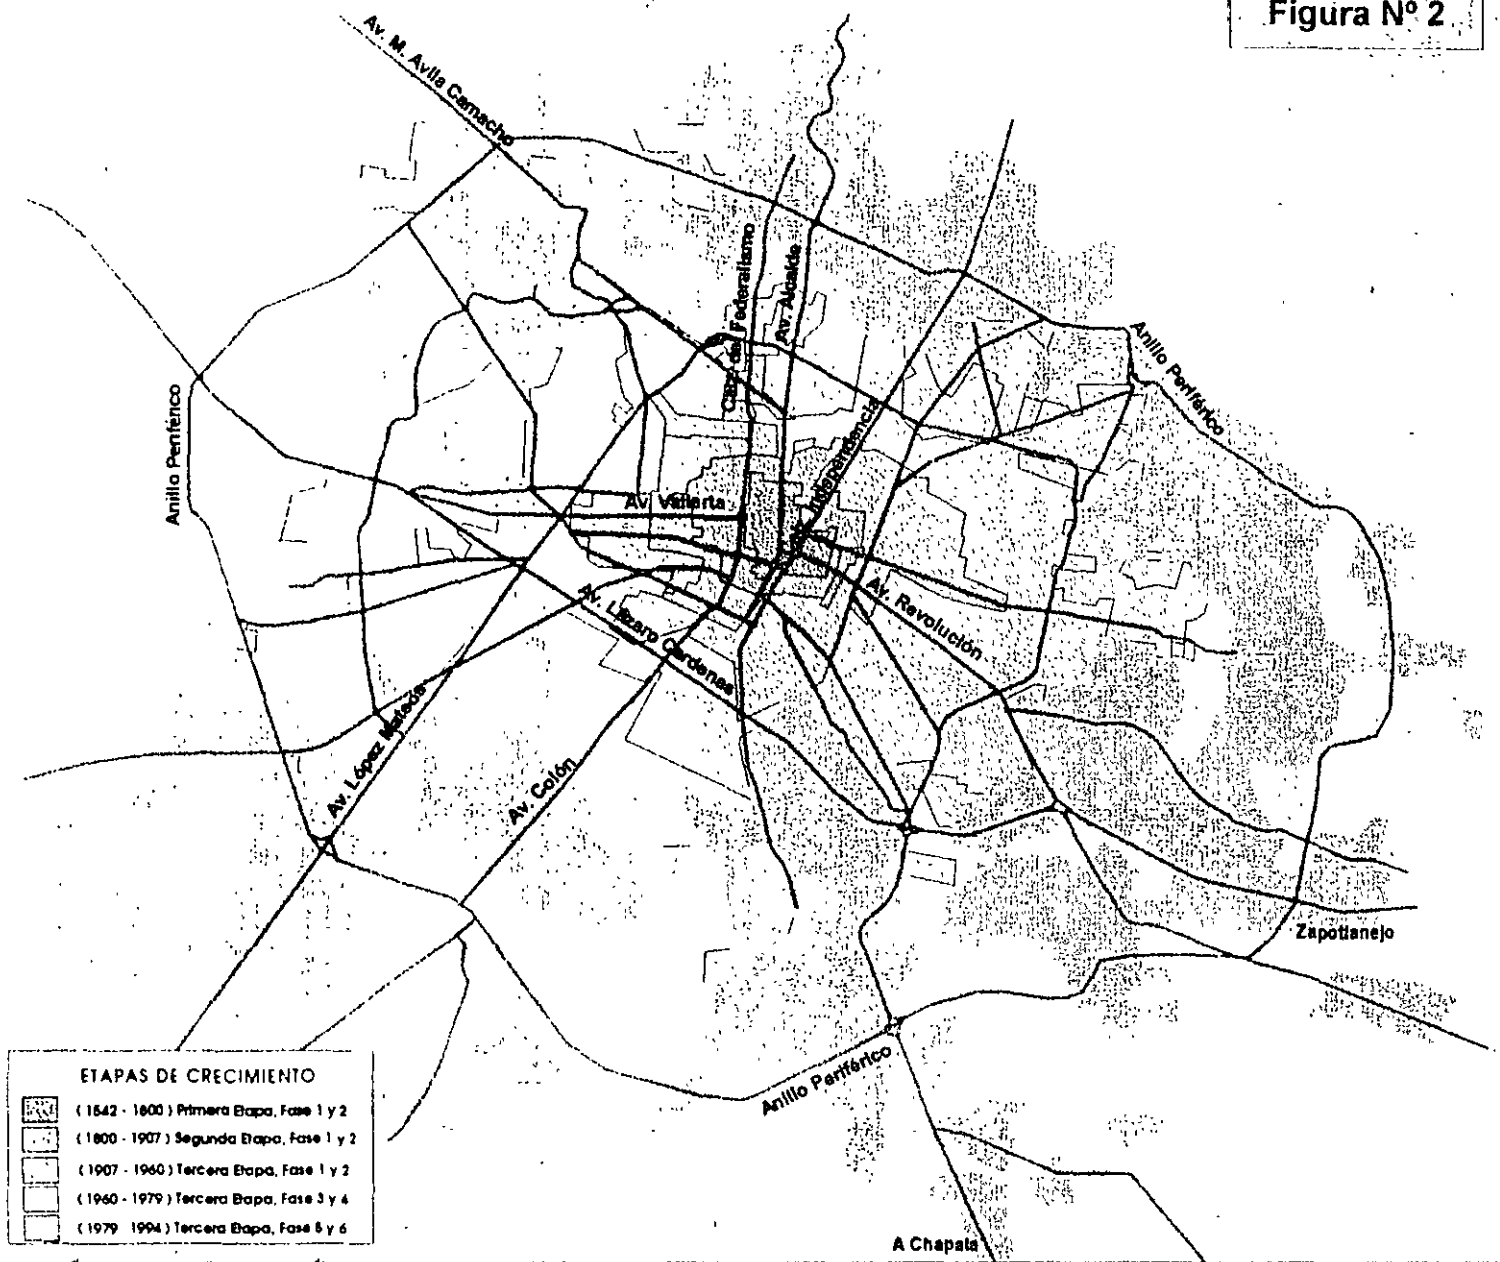 Figura Nº 2
Av. M. Avila Camacho
Federalismo
Av. Alcalde
Anillo Periférico
Anillo Periférico
Independencia
Av. Vallarta
Av. Revolución
Av. Lázaro Cardenas
Av. López Mateos
Av. Colón
Zapotlanejo
Anillo Periférico
A Chapala
ETAPAS DE CRECIMIENTO
( 1542 - 1800 ) Primera Etapa, Fase 1 y 2
( 1800 - 1907 ) Segunda Etapa, Fase 1 y 2
( 1907 - 1960 ) Tercera Etapa, Fase 1 y 2
( 1960 - 1979 ) Tercera Etapa, Fase 3 y 4
( 1979 1994 ) Tercera Etapa, Fase 5 y 6